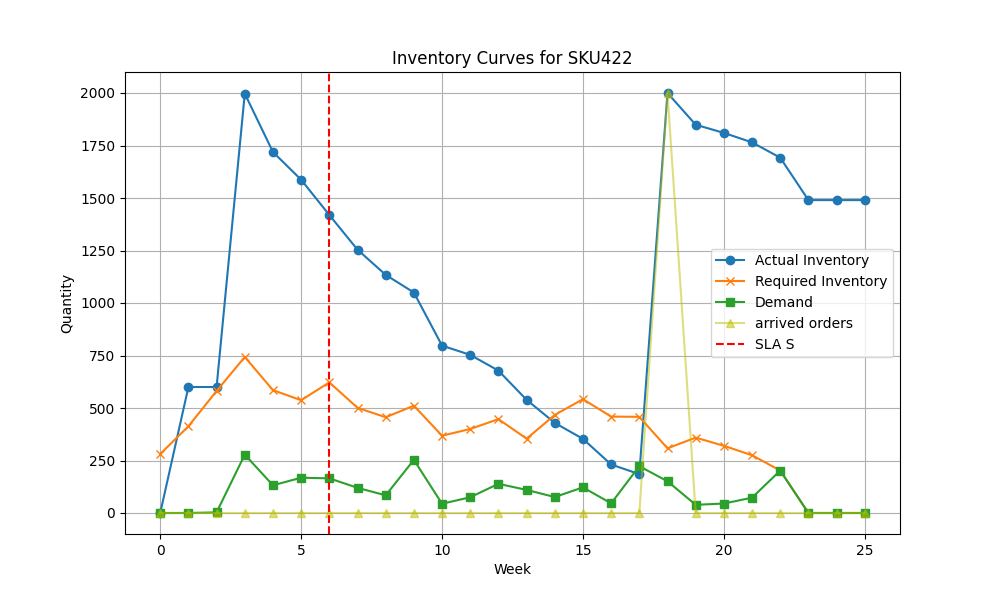 Inventory Curves for SKU422
2000
1750
1500
1250
1000
750
500
250
0
Quantity
Actual Inventory
Required Inventory
Demand
arrived orders
SLA S
0 5 10 15 20 25
Week